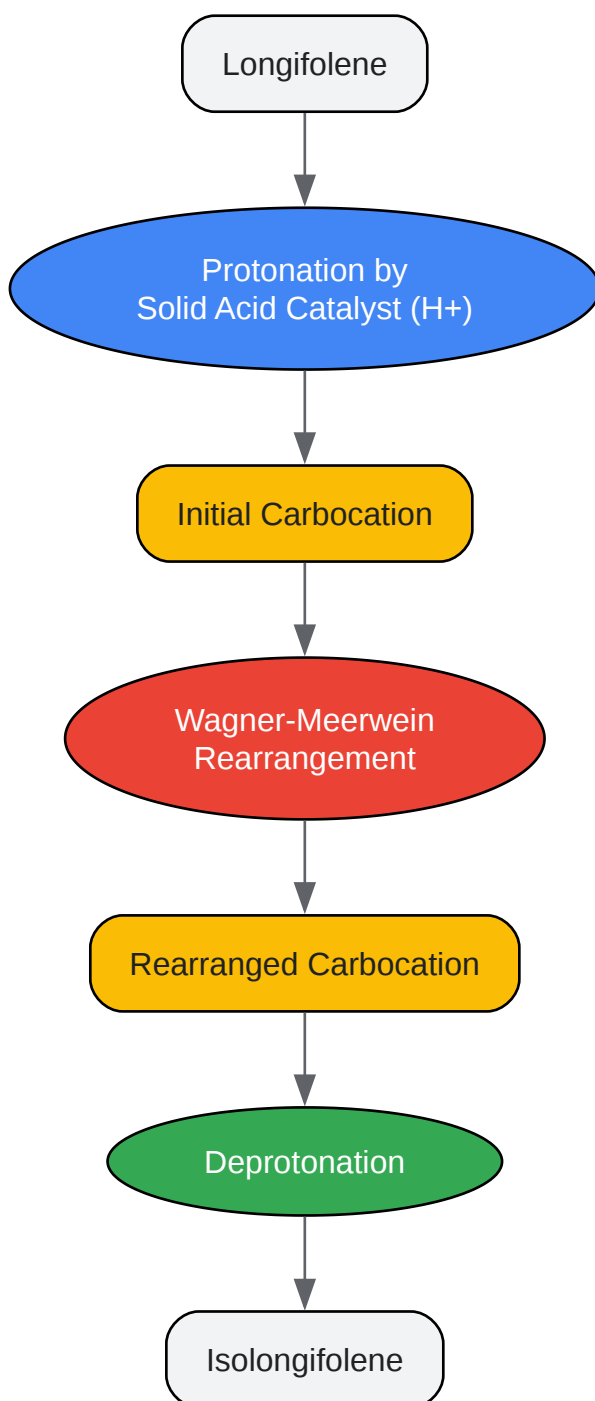 Longifolene
Protonation by
Solid Acid Catalyst (H+)
Initial Carbocation
Wagner-Meerwein
Rearrangement
Rearranged Carbocation
Deprotonation
Isolongifolene